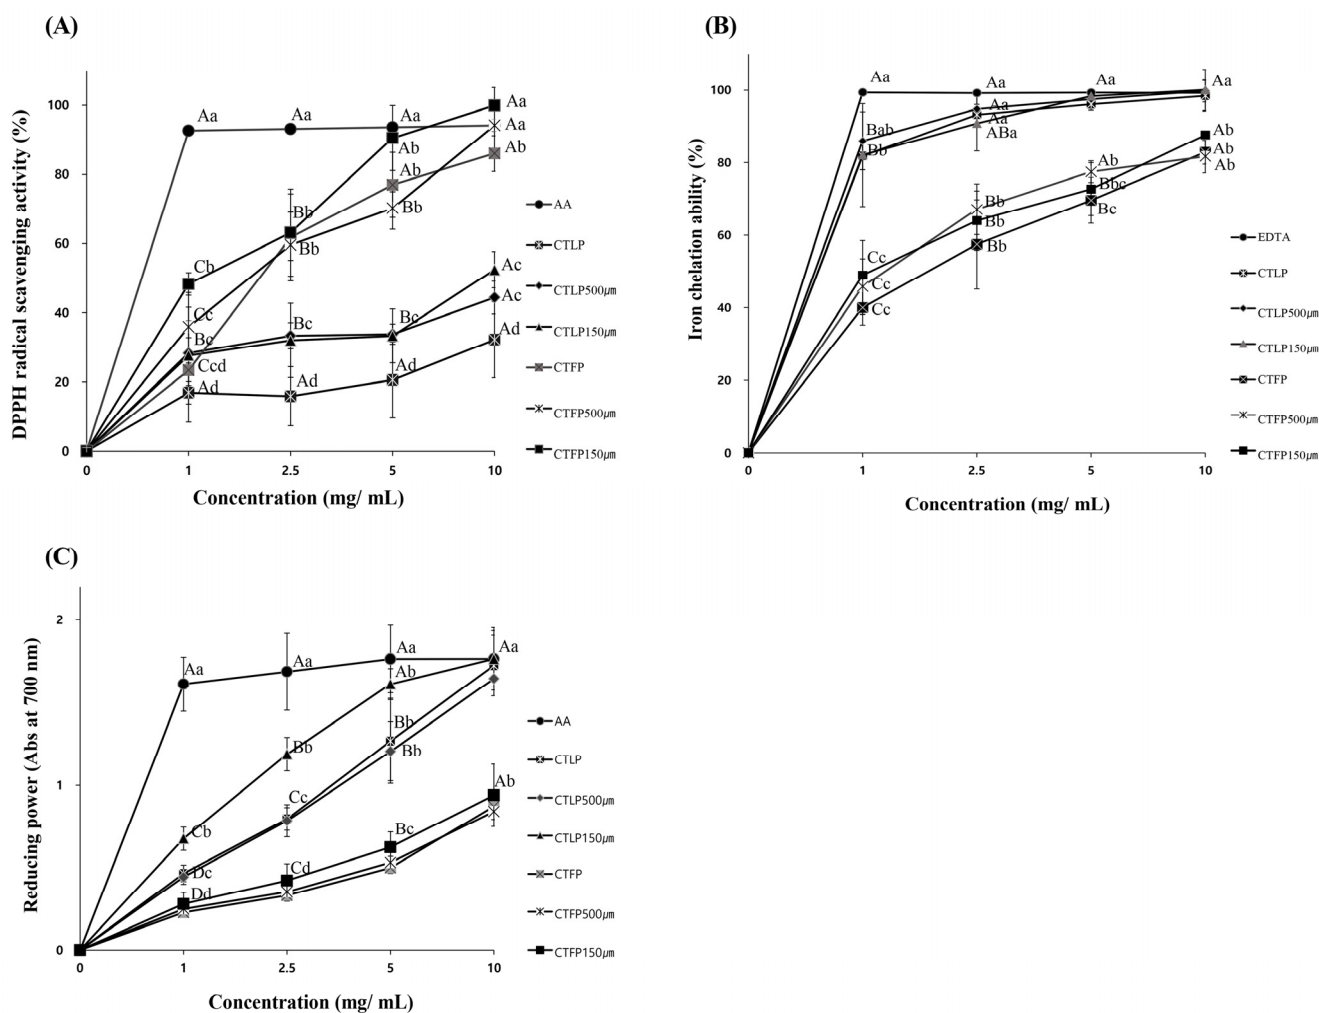 (A)
DPPH radical scavenging activity (%)
100
80
60
40
20
0
Aa
Aa
Aa
Aa
Aa
Ab
Ab
Ab
Bb
Bb
Bb
Cb
Cc
Bc
Ccd
Ad
Bc
Ad
Bc
Ad
Ac
Ac
Ad
0
1
2.5
5
10
Concentration (mg/ mL)
AA
CTLP
CTLP500㎛
CTLP150㎛
CTFP
CTFP500㎛
CTFP150㎛
(B)
Iron chelation ability (%)
100
80
60
40
20
0
Aa
Aa
Aa
Aa
Aa
Aa
ABa
Bab
Bb
Ab
Ab
Ab
Ab
Bbc
Bc
Bb
Bb
Bb
Cc
Cc
Cc
0
1
2.5
5
10
Concentration (mg/ mL)
EDTA
CTLP
CTLP500㎛
CTLP150㎛
CTFP
CTFP500㎛
CTFP150㎛
(C)
Reducing power (Abs at 700 nm)
2
1
0
Aa
Aa
Aa
Aa
Ab
Bb
Bb
Bb
Cc
Cb
Dc
Dd
Cd
Bc
Ab
0
1
2.5
5
10
Concentration (mg/ mL)
AA
CTLP
CTLP500㎛
CTLP150㎛
CTFP
CTFP500㎛
CTFP150㎛